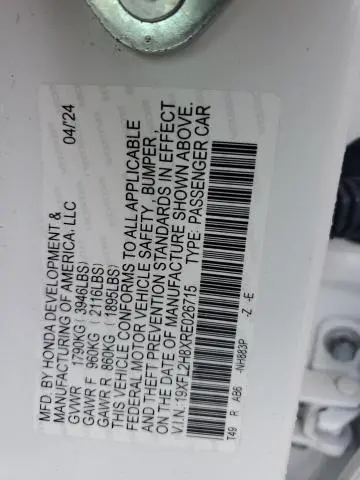 MFD. BY HONDA DEVELOPMENT &
MANUFACTURING OF AMERICA, LLC 04/'24
GVWR 1790KG(3946LBS)
GAWR F 960KG(2116LBS)
GAWR R 860KG(1895LBS)
THIS VEHICLE CONFORMS TO ALL APPLICABLE
FEDERAL MOTOR VEHICLE SAFETY, BUMPER,
AND THEFT PREVENTION STANDARDS IN EFFECT
ON THE DATE OF MANUFACTURE SHOWN ABOVE.
V.I.N.:19XFL2H8XRE026715 TYPE: PASSENGER CAR
T49 R AB6 -NH883P -Z -E